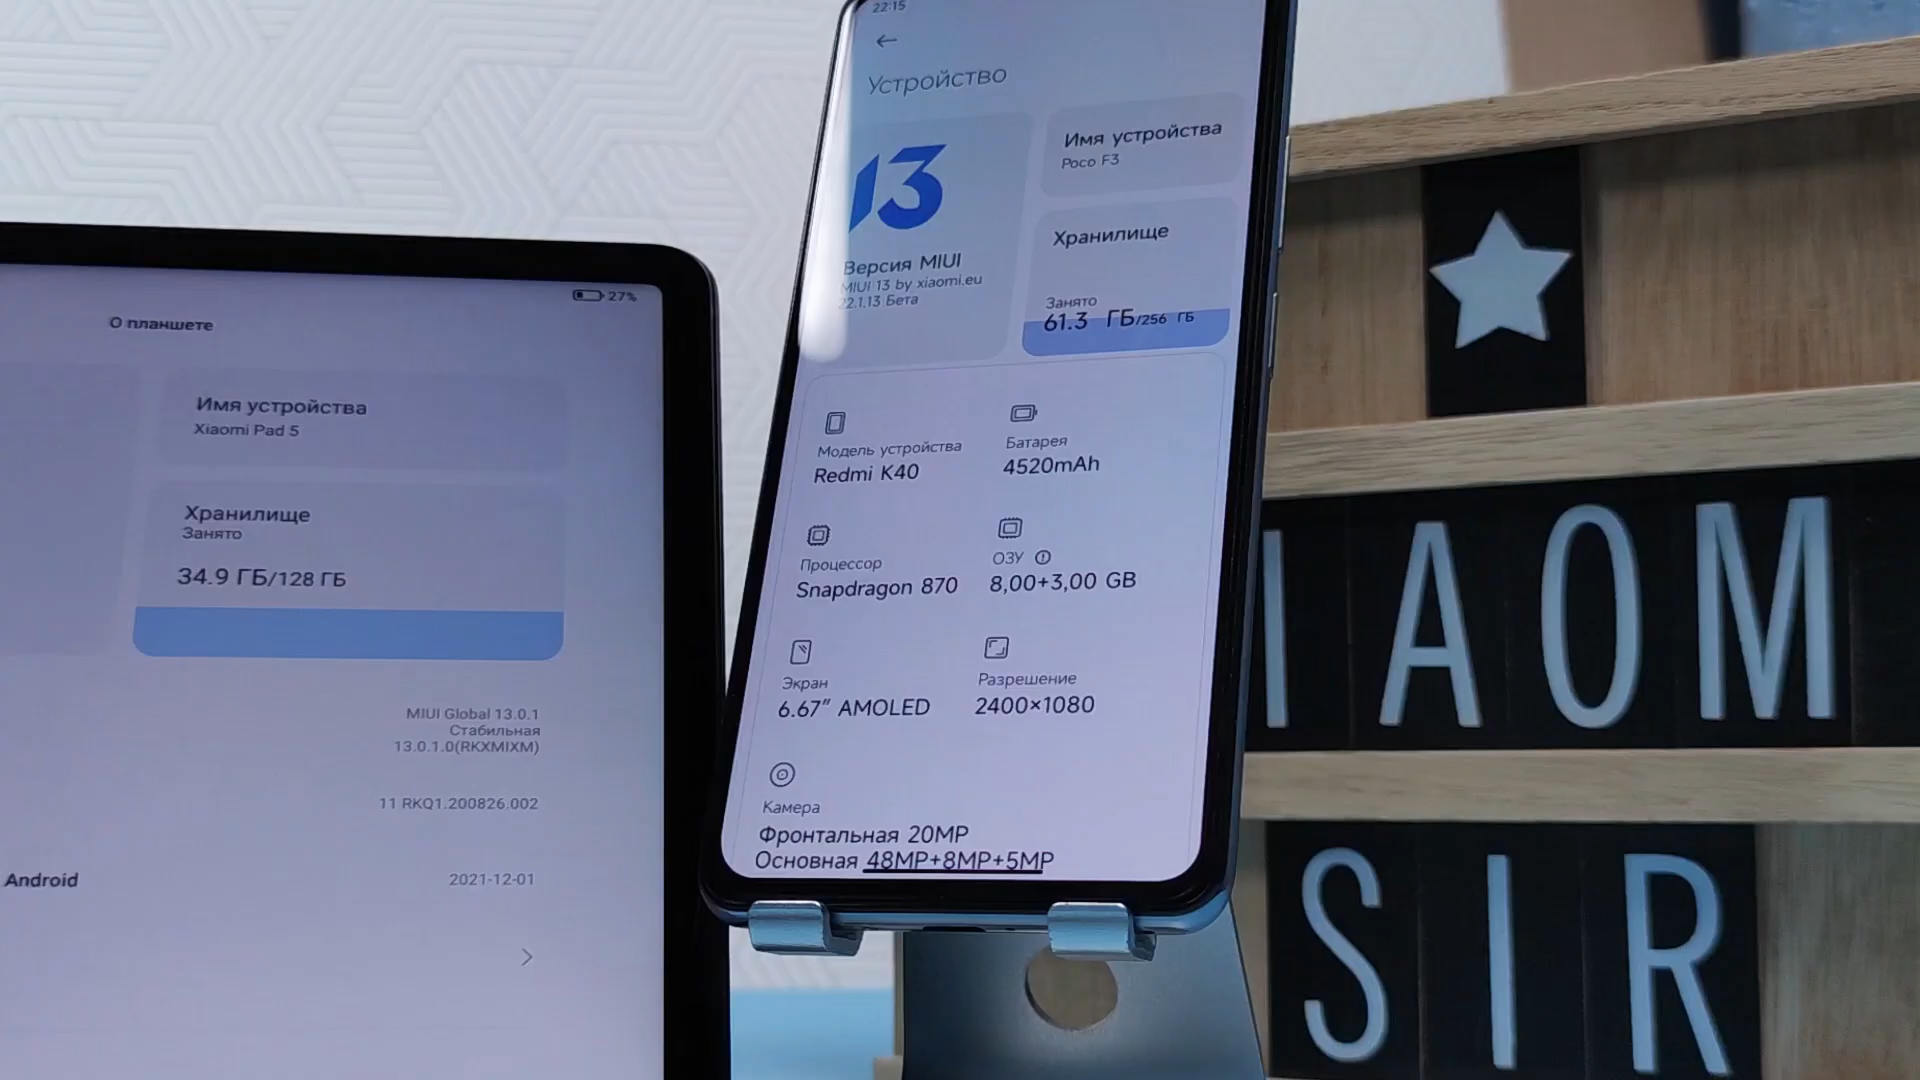 27%
О планшете
Имя устройства
Xiaomi Pad 5
Хранилище
Занято
34.9 ГБ/128 ГБ
MIUI Global 13.0.1
Стабильная
13.0.1.0(RKXMIXM)
11 RKQ1.200826.002
Android
2021-12-01
22:15
Устройство
13
Версия MIUI
MIUI 13 by xiaomi.eu
22.1.13 Бета
Имя устройства
Poco F3
Хранилище
Занято
61.3 ГБ/256 ГБ
Модель устройства
Redmi K40
Батарея
4520mAh
Процессор
Snapdragon 870
ОЗУ
8,00+3,00 GB
Экран
6.67″ AMOLED
Разрешение
2400×1080
Камера
Фронтальная 20MP
Основная 48MP+8MP+5MP
IAOM
SIR